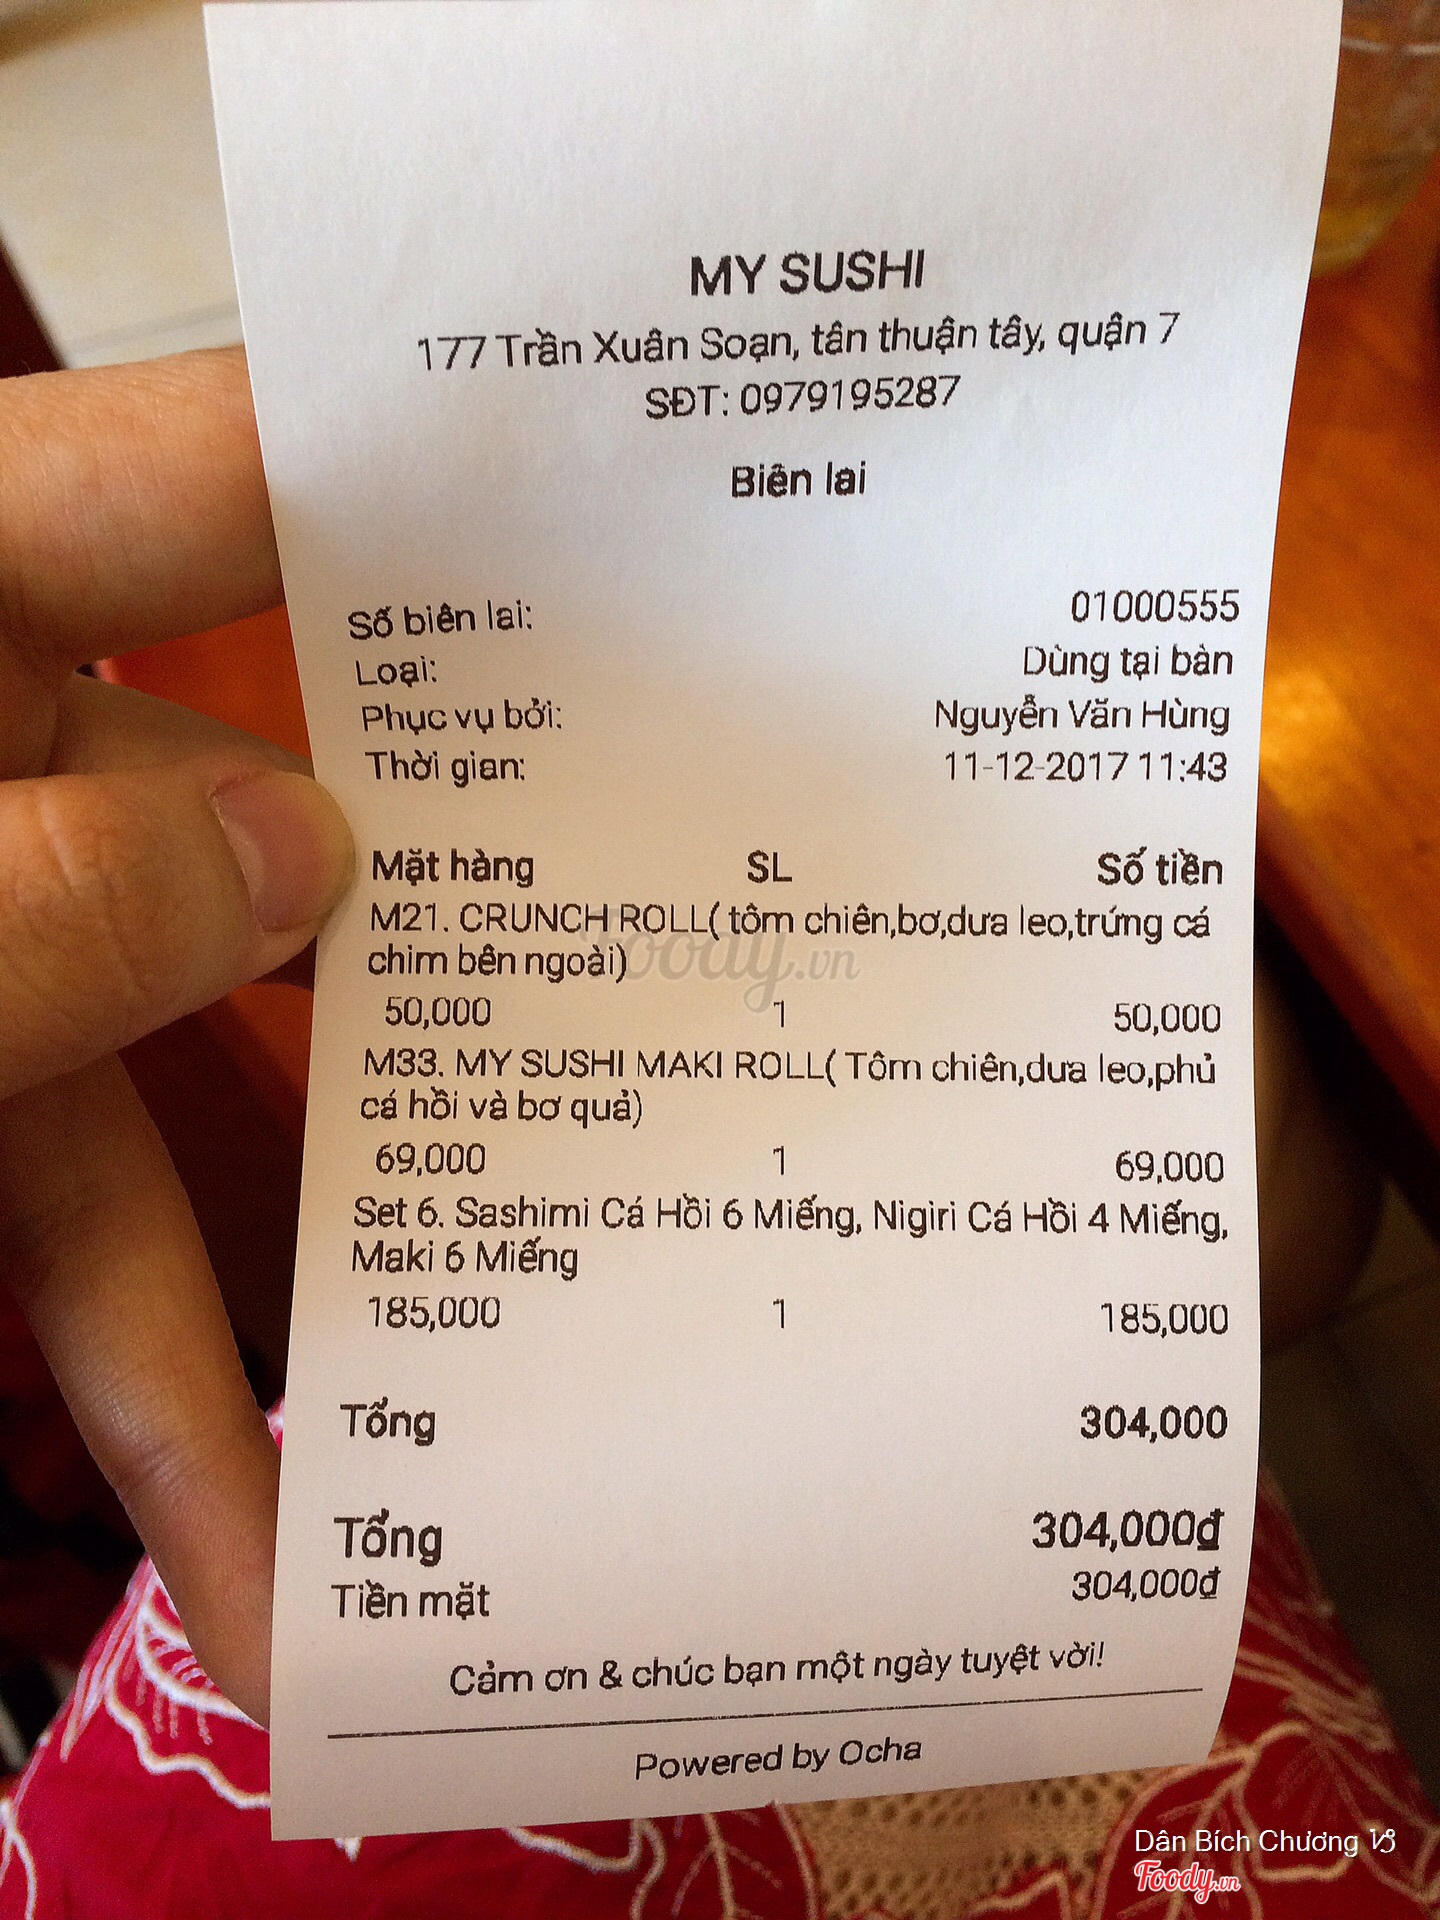 MY SUSHI
177 Trần Xuân Soạn, tân thuận tây, quận 7
SĐT: 0979195287
Biên lai
Số biên lai: 01000555
Loại: Dùng tại bàn
Phục vụ bởi: Nguyễn Văn Hùng
Thời gian: 11-12-2017 11:43
Mặt hàng SL Số tiền
M21. CRUNCH ROLL( tôm chiên,bơ,dưa leo,trứng cá
chim bên ngoài)
50,000 1 50,000
M33. MY SUSHI MAKI ROLL( Tôm chiên,dưa leo,phủ
cá hồi và bơ quả)
69,000 1 69,000
Set 6. Sashimi Cá Hồi 6 Miếng, Nigiri Cá Hồi 4 Miếng,
Maki 6 Miếng
185,000 1 185,000
Tổng 304,000
Tổng 304,000₫
Tiền mặt 304,000₫
Cảm ơn & chúc bạn một ngày tuyệt vời!
Powered by Ocha
Foody.vn
Dân Bích Chương ♑
Foody.vn